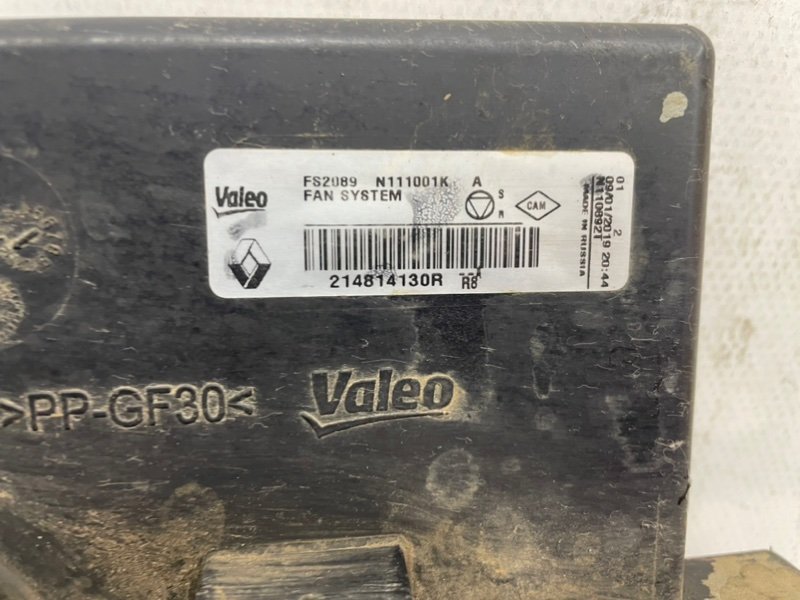 Valeo
FS2089 N111001K A
FAN SYSTEM
S
CAM
214814130R
R8
MADE IN RUSSIA
01 2
09/01/2019 20:44
N1110892T
>PP-GF30<
Valeo